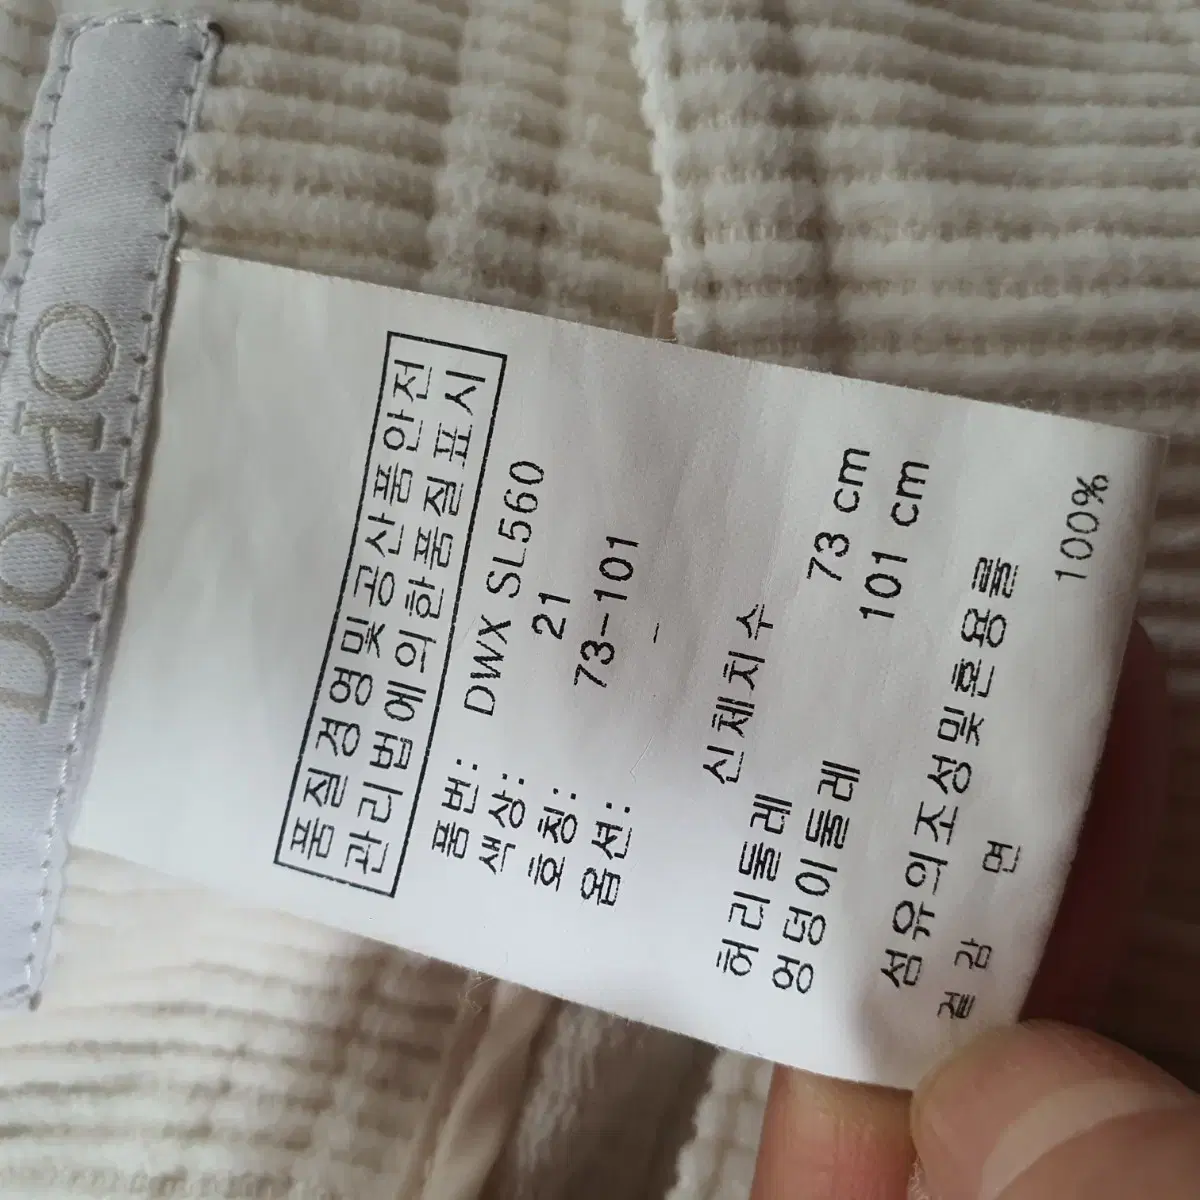 DOHO
품질경영및공산품안전
관리법에의한품질표시
품번: DWX SL560
색상: 21
호칭: 73-101
옵션: -
신체치수
허리둘레 73 cm
엉덩이둘레 101 cm
섬유의조성및혼용률
겉감 면 100%